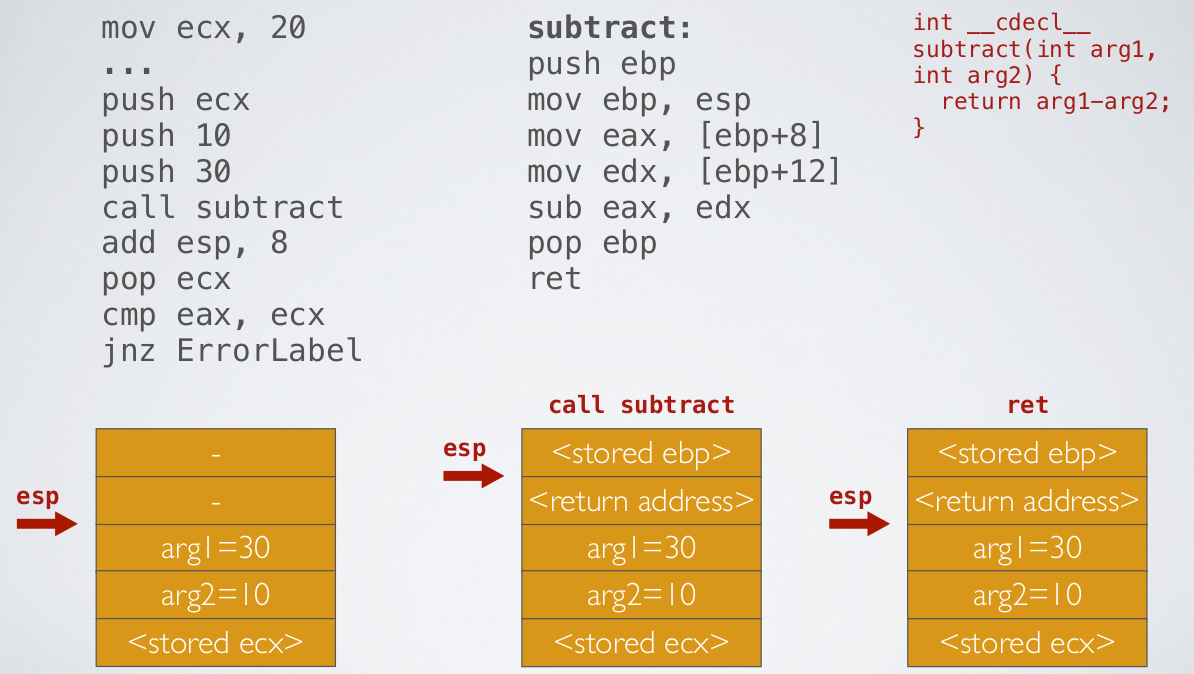 mov ecx, 20
...
push ecx
push 10
push 30
call subtract
add esp, 8
pop ecx
cmp eax, ecx
jnz ErrorLabel
subtract:
push ebp
mov ebp, esp
mov eax, [ebp+8]
mov edx, [ebp+12]
sub eax, edx
pop ebp
ret
int __cdecl__
subtract(int arg1,
int arg2) {
  return arg1-arg2;
}
esp
-
-
arg1=30
arg2=10
<stored ecx>
call subtract
esp
<stored ebp>
<return address>
arg1=30
arg2=10
<stored ecx>
ret
esp
<stored ebp>
<return address>
arg1=30
arg2=10
<stored ecx>